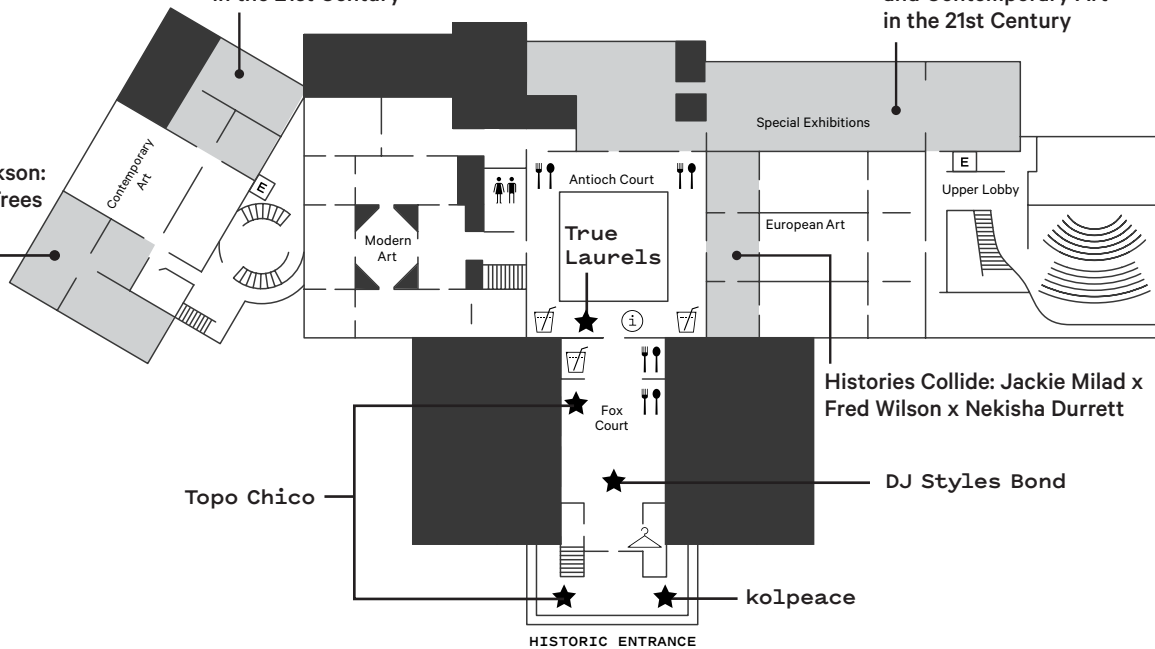 in the 21st Century
and Contemporary Art
in the 21st Century
Special Exhibitions
Contemporary
Art
E
Trees
Antioch Court
E
Upper Lobby
True
Laurels
European Art
Modern
Art
i
Histories Collide: Jackie Milad x
Fred Wilson x Nekisha Durrett
Fox
Court
DJ Styles Bond
Topo Chico
kolpeace
HISTORIC ENTRANCE